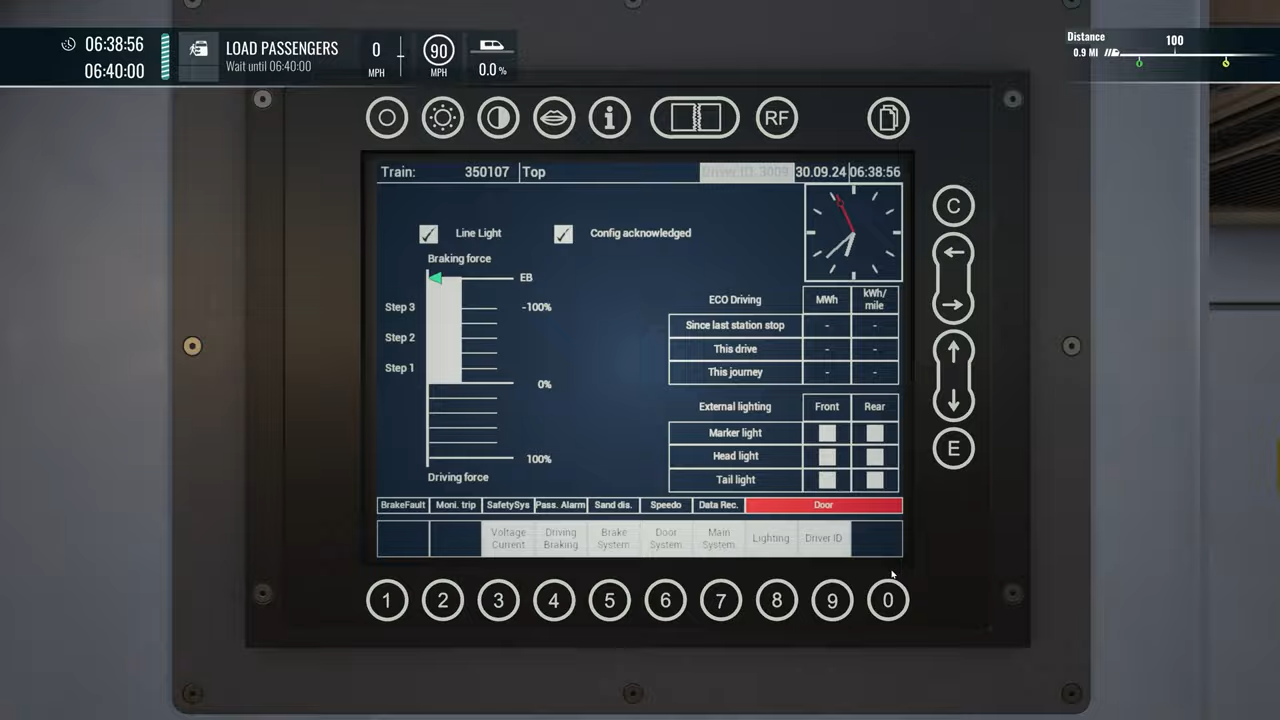 06:38:56
06:40:00
LOAD PASSENGERS
Wait until 06:40:00
0
MPH
90
MPH
0.0 %
Distance
0.9 MI
100
i
RF
Train: 350107 Top Driver ID: 3009 30.09.24 06:38:56
C
Line Light Config acknowledged
Braking force
EB
Step 3 -100%
Step 2
Step 1
0%
100%
Driving force
ECO Driving MWh kWh/
mile
Since last station stop - -
This drive - -
This journey - -
External lighting Front Rear
Marker light
Head light
Tail light
E
BrakeFault Moni. trip SafetySys Pass. Alarm Sand dis. Speedo Data Rec. Door
Voltage Driving Brake Door Main Lighting Driver ID
Current Braking System System System
1 2 3 4 5 6 7 8 9 0